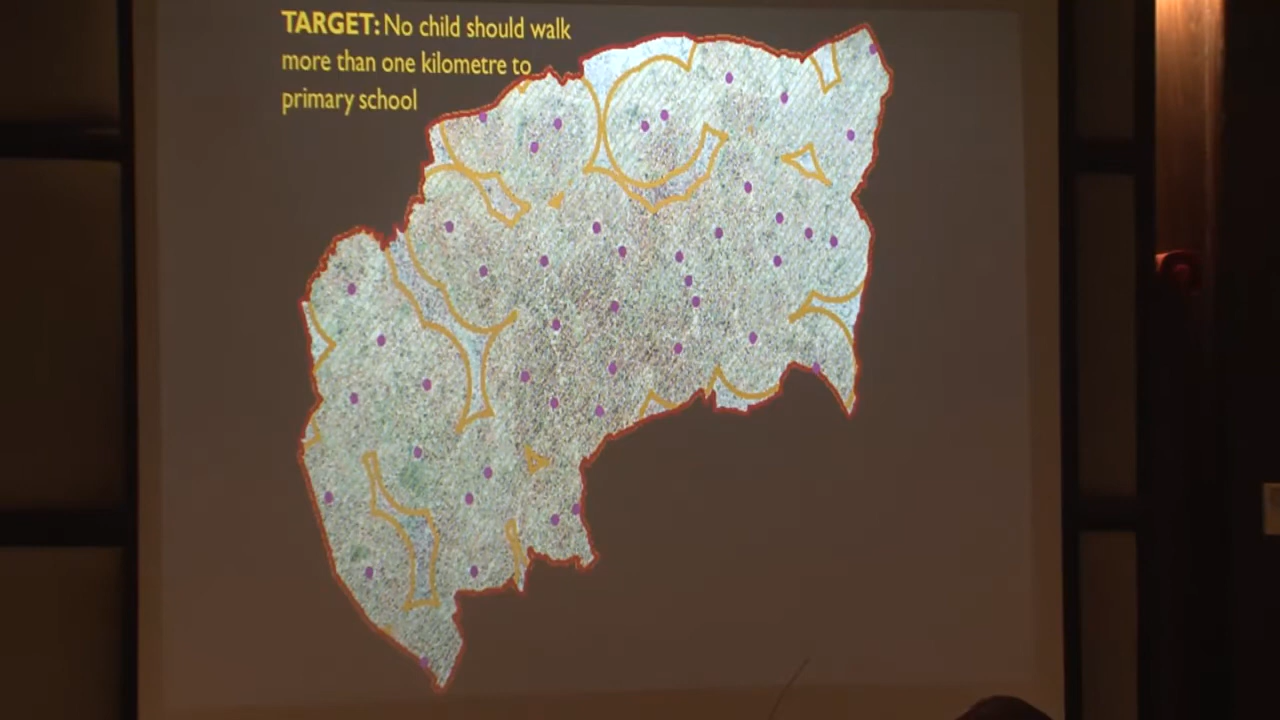 TARGET: No child should walk
more than one kilometre to
primary school